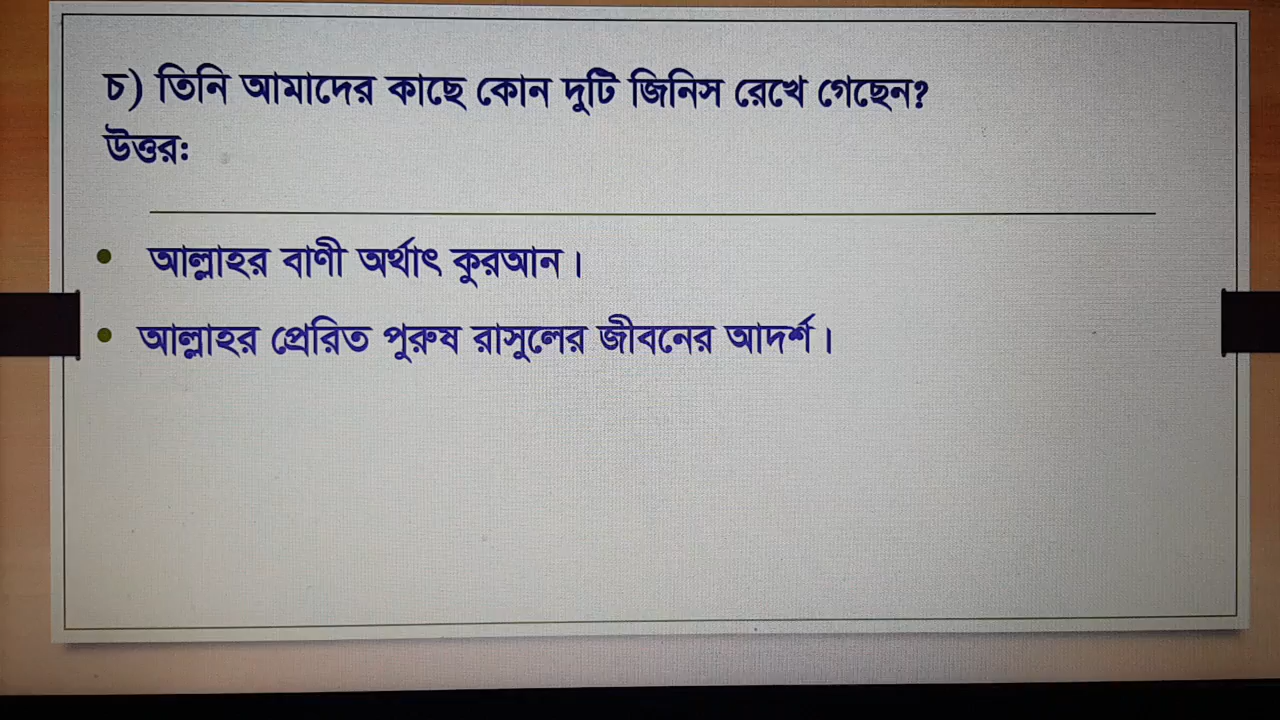 চ) তিনি আমাদের কাছে কোন দুটি জিনিস রেখে গেছেন?
উত্তরঃ
• আল্লাহর বাণী অর্থাৎ কুরআন।
• আল্লাহর প্রেরিত পুরুষ রাসুলের জীবনের আদর্শ।